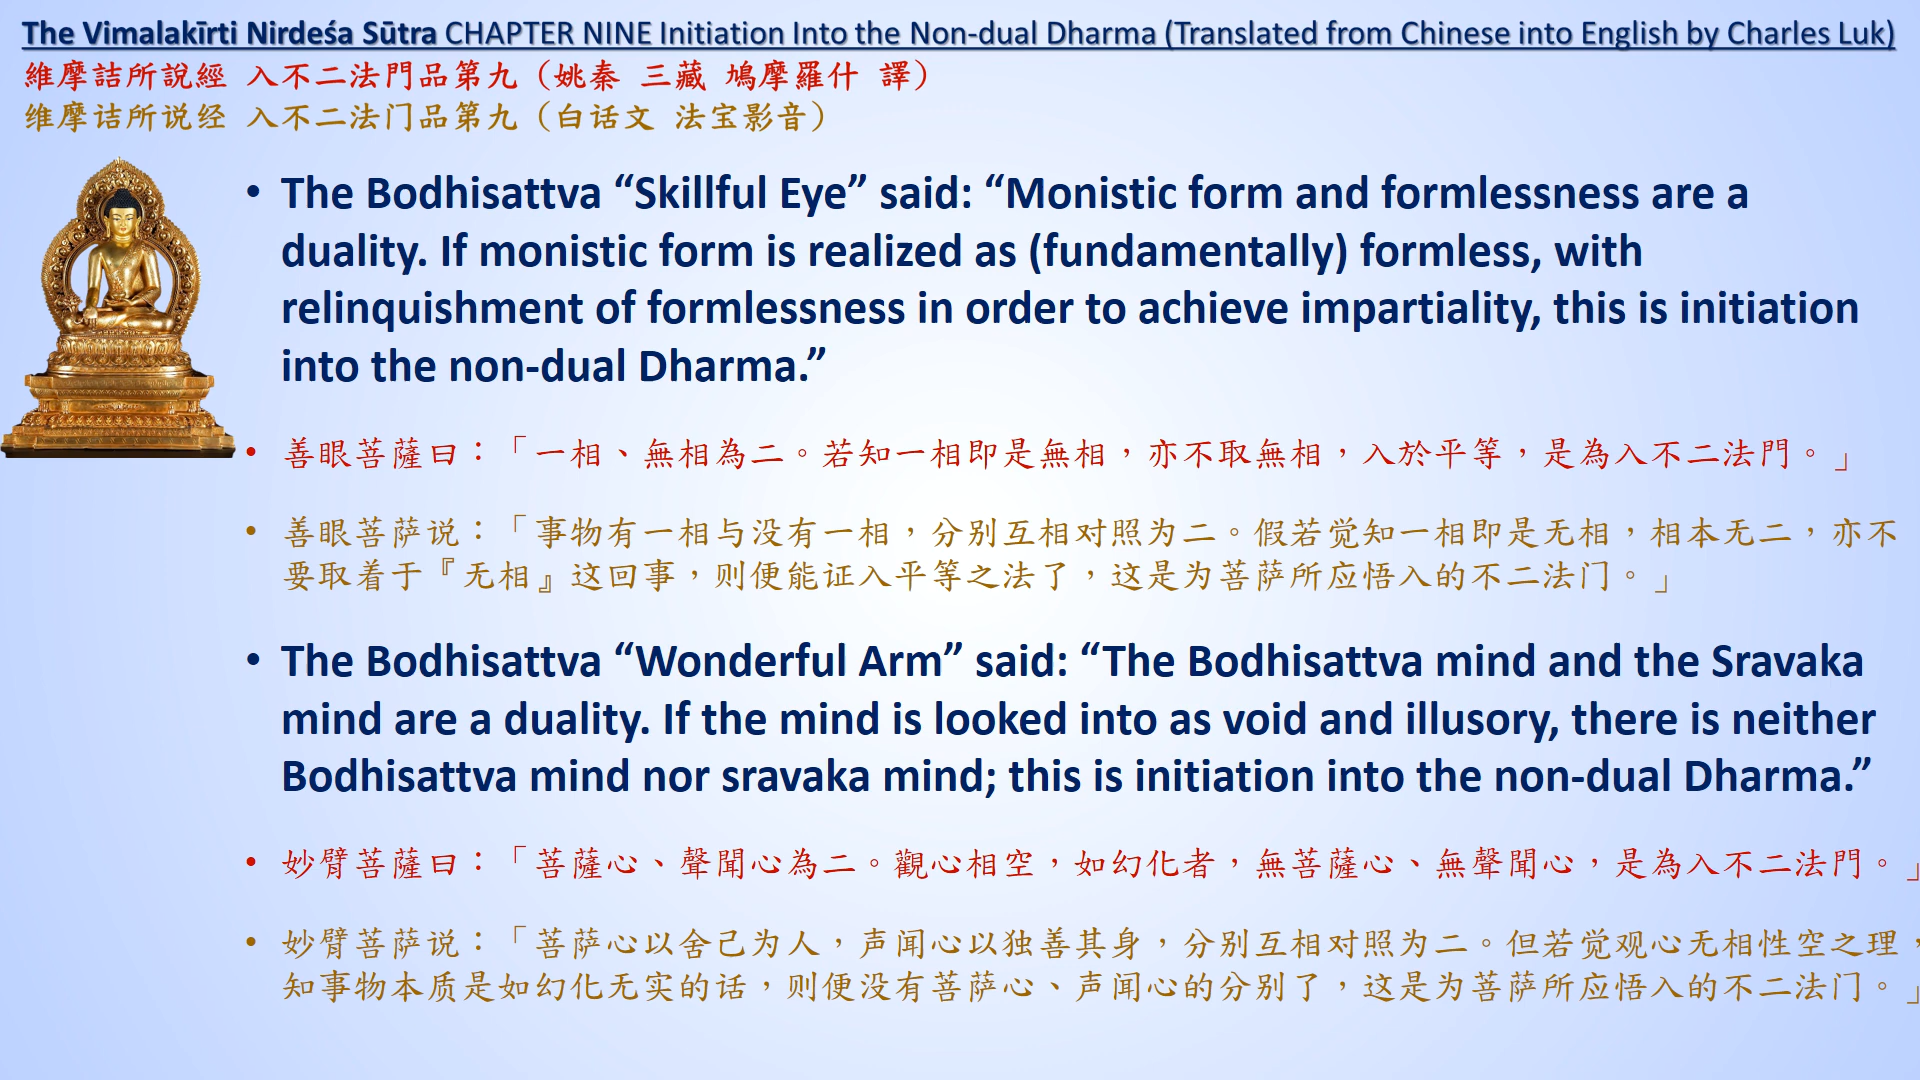 The Vimalakīrti Nirdeśa Sūtra CHAPTER NINE Initiation Into the Non-dual Dharma (Translated from Chinese into English by Charles Luk)
維摩詰所說經 入不二法門品第九（姚秦 三藏 鳩摩羅什 譯）
维摩诘所说经 入不二法门品第九（白话文 法宝影音）
• The Bodhisattva “Skillful Eye” said: “Monistic form and formlessness are a
duality. If monistic form is realized as (fundamentally) formless, with
relinquishment of formlessness in order to achieve impartiality, this is initiation
into the non-dual Dharma.”
• 善眼菩薩曰：「一相、無相為二。若知一相即是無相，亦不取無相，入於平等，是為入不二法門。」
• 善眼菩萨说：「事物有一相与没有一相，分别互相对照为二。假若觉知一相即是无相，相本无二，亦不
要取着于『无相』这回事，则便能证入平等之法了，这是为菩萨所应悟入的不二法门。」
• The Bodhisattva “Wonderful Arm” said: “The Bodhisattva mind and the Sravaka
mind are a duality. If the mind is looked into as void and illusory, there is neither
Bodhisattva mind nor sravaka mind; this is initiation into the non-dual Dharma.”
• 妙臂菩薩曰：「菩薩心、聲聞心為二。觀心相空，如幻化者，無菩薩心、無聲聞心，是為入不二法門。」
• 妙臂菩萨说：「菩萨心以舍己为人，声闻心以独善其身，分别互相对照为二。但若觉观心无相性空之理，
知事物本质是如幻化无实的话，则便没有菩萨心、声闻心的分别了，这是为菩萨所应悟入的不二法门。」